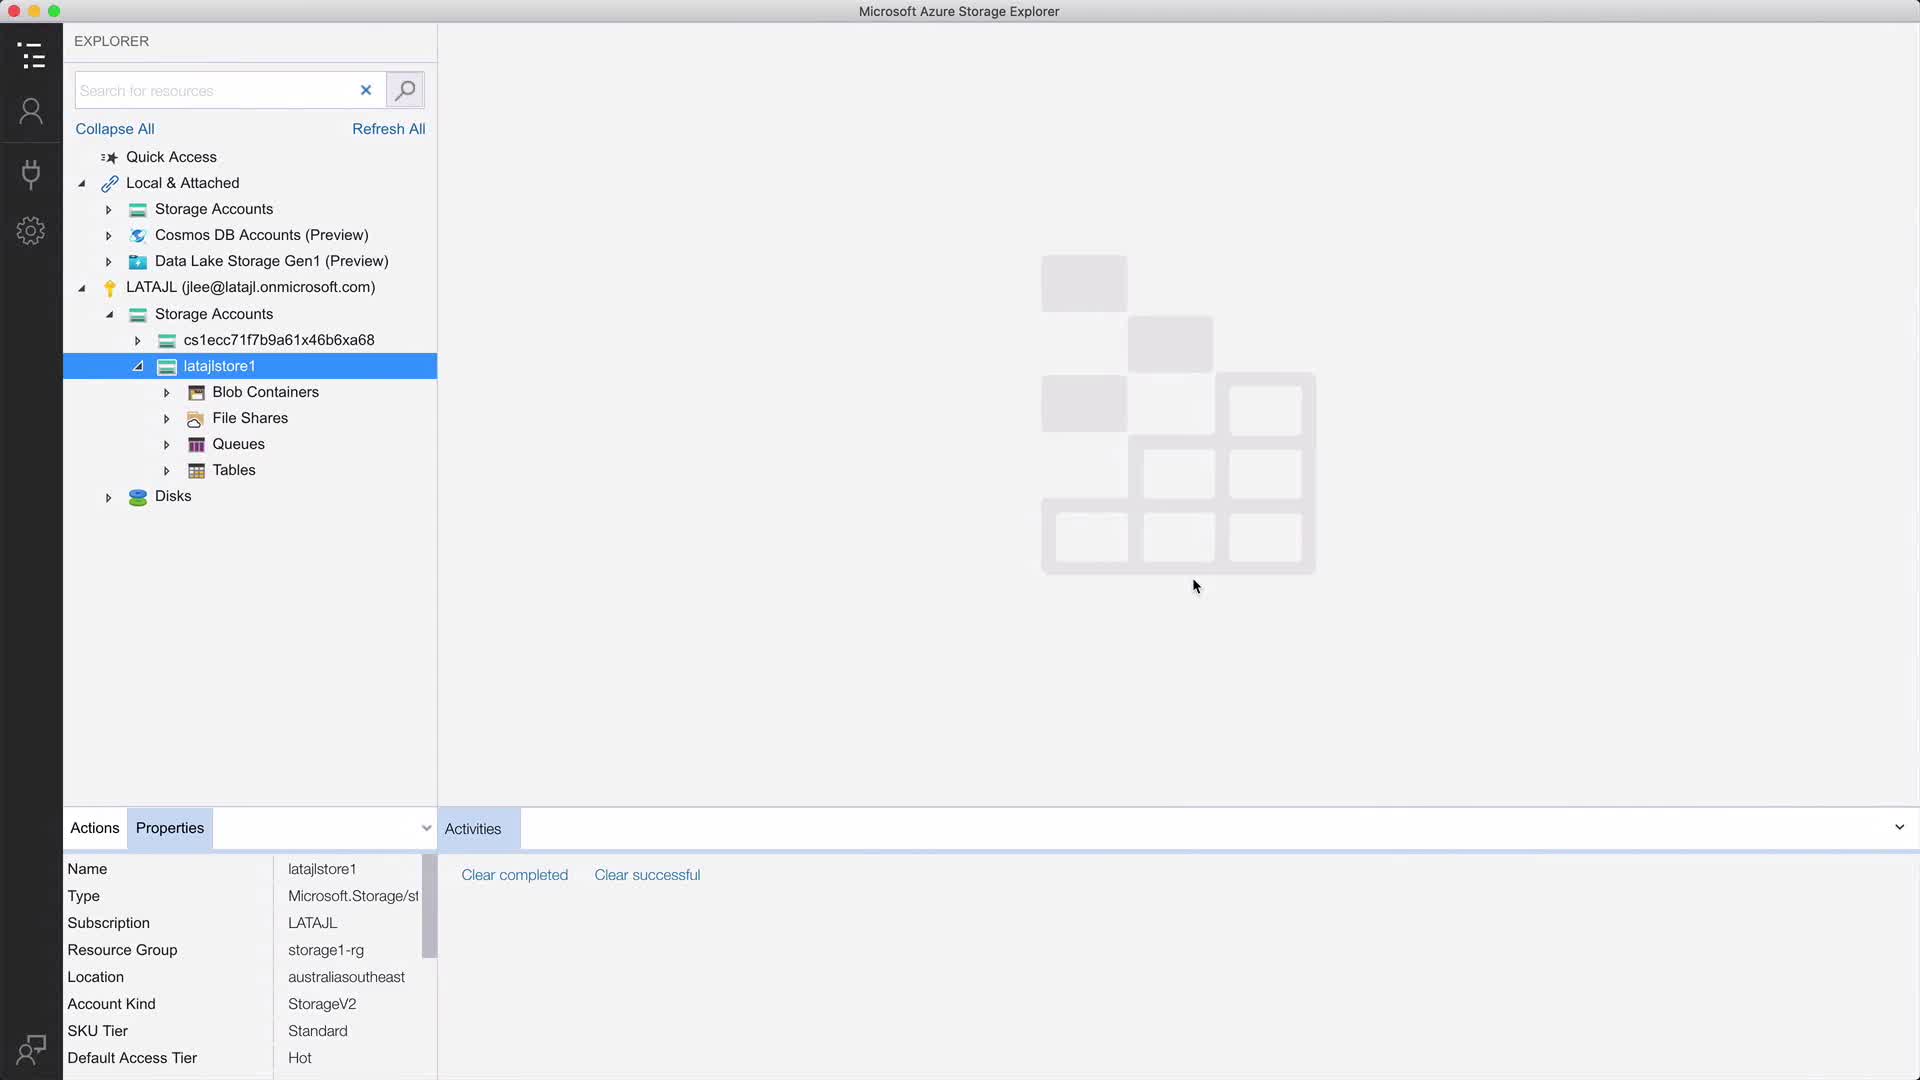 Microsoft Azure Storage Explorer
EXPLORER
Search for resources
Collapse All
Refresh All
Quick Access
Local & Attached
Storage Accounts
Cosmos DB Accounts (Preview)
Data Lake Storage Gen1 (Preview)
LATAJL (jlee@latajl.onmicrosoft.com)
Storage Accounts
cs1ecc71f7b9a61x46b6xa68
latajlstore1
Blob Containers
File Shares
Queues
Tables
Disks
Actions
Properties
Activities
Name latajlstore1
Type Microsoft.Storage/st
Subscription LATAJL
Resource Group storage1-rg
Location australiasoutheast
Account Kind StorageV2
SKU Tier Standard
Default Access Tier Hot
Clear completed
Clear successful